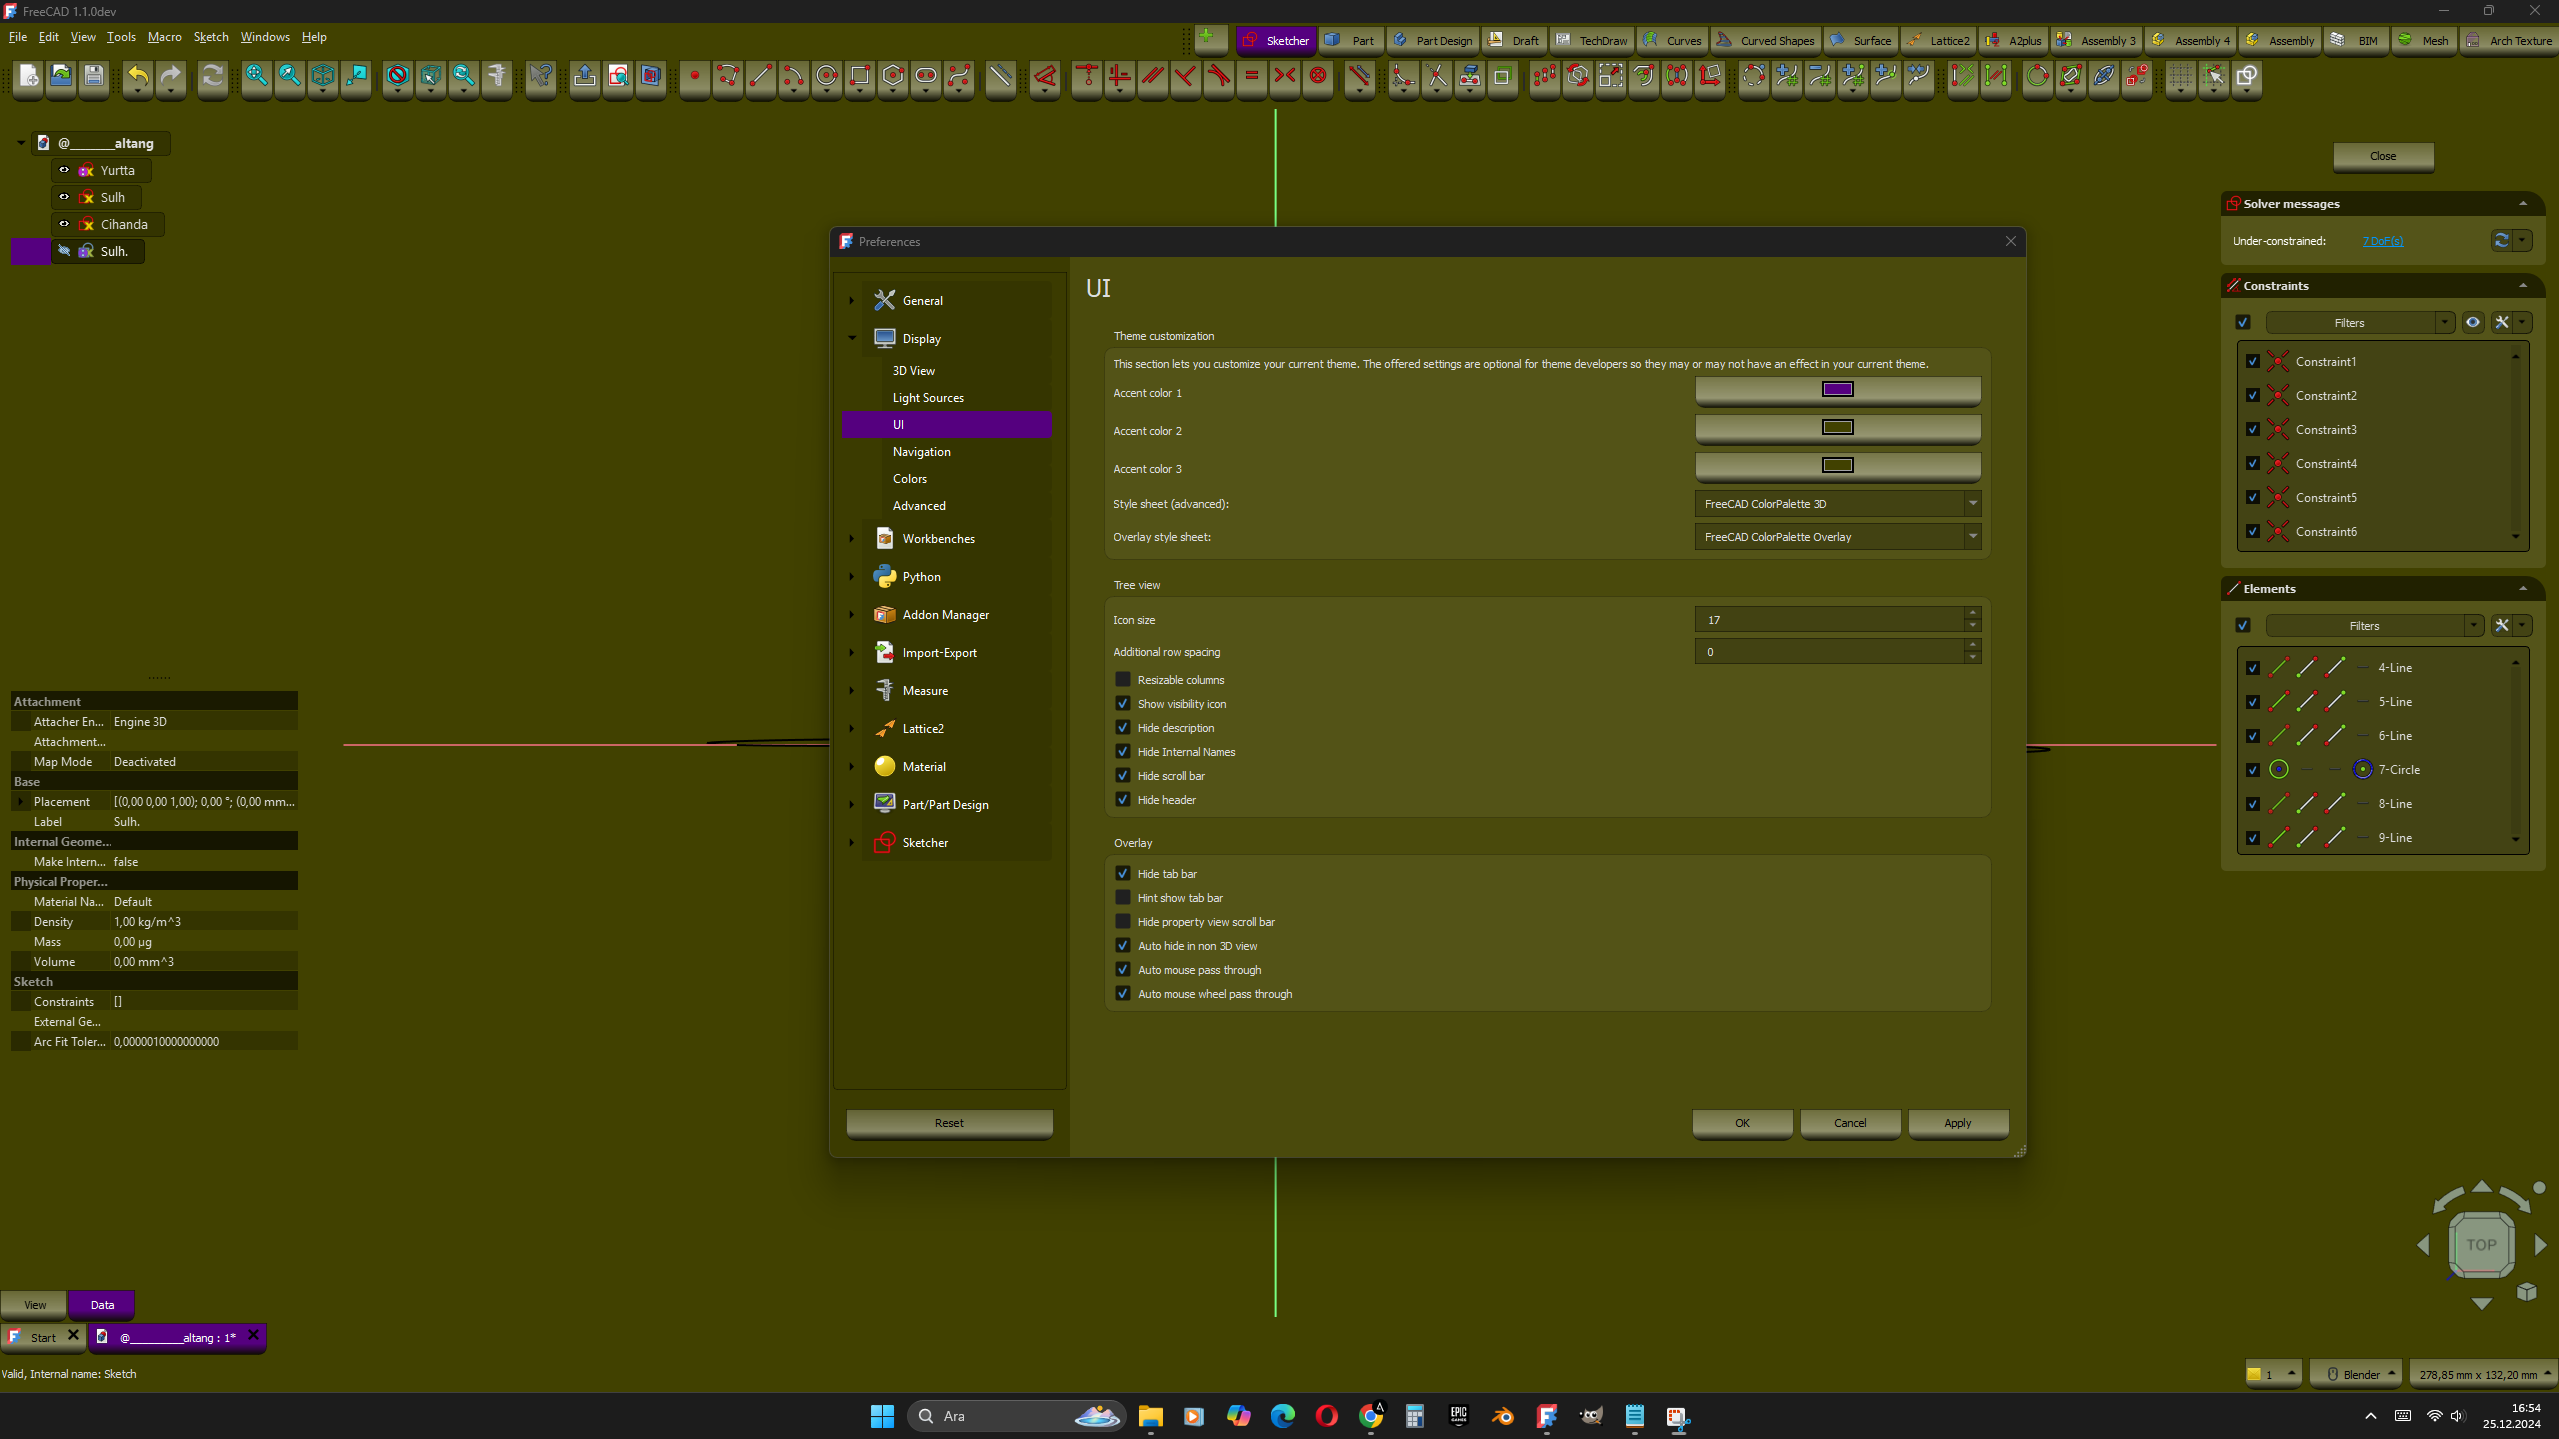 FreeCAD 1.1.0dev
File Edit View Tools Macro Sketch Windows Help
Sketcher Part Part Design Draft TechDraw Curves Curved Shapes Surface Lattice2 A2plus Assembly 3 Assembly 4 Assembly BIM Mesh Arch Texture
@______altang
Yurtta
Sulh
Cihanda
Sulh.
Attachment
Attacher En... Engine 3D
Attachment...
Map Mode Deactivated
Base
Placement [(0,00 0,00 1,00); 0,00 °; (0,00 mm...
Label Sulh.
Internal Geome...
Make Intern... false
Physical Proper...
Material Na... Default
Density 1,00 kg/m^3
Mass 0,00 µg
Volume 0,00 mm^3
Sketch
Constraints []
External Ge...
Arc Fit Toler... 0,0000010000000000
View Data
Start @________altang : 1*
Valid, Internal name: Sketch
Preferences
General
Display
3D View
Light Sources
UI
Navigation
Colors
Advanced
Workbenches
Python
Addon Manager
Import-Export
Measure
Lattice2
Material
Part/Part Design
Sketcher
Reset
UI
Theme customization
This section lets you customize your current theme. The offered settings are optional for theme developers so they may or may not have an effect in your current theme.
Accent color 1
Accent color 2
Accent color 3
Style sheet (advanced): FreeCAD ColorPalette 3D
Overlay style sheet: FreeCAD ColorPalette Overlay
Tree view
Icon size 17
Additional row spacing 0
Resizable columns
Show visibility icon
Hide description
Hide Internal Names
Hide scroll bar
Hide header
Overlay
Hide tab bar
Hint show tab bar
Hide property view scroll bar
Auto hide in non 3D view
Auto mouse pass through
Auto mouse wheel pass through
OK Cancel Apply
Close
Solver messages
Under-constrained: 7 DoF(s)
Constraints
Filters
Constraint1
Constraint2
Constraint3
Constraint4
Constraint5
Constraint6
Elements
Filters
4-Line
5-Line
6-Line
7-Circle
8-Line
9-Line
TOP
1 Blender 278,85 mm x 132,20 mm
Ara
EPIC GAMES
16:54
25.12.2024